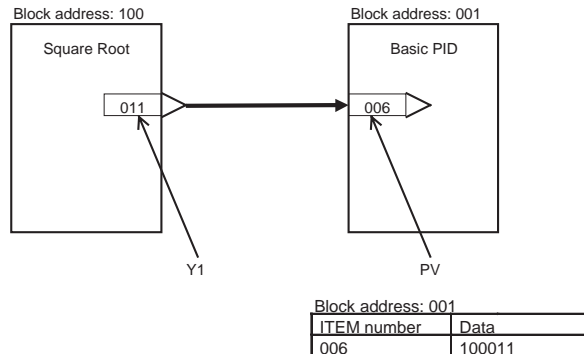 Block address: 100 Block address: 001
Square Root Basic PID
011 006
Y1 PV
Block address: 001
ITEM number Data
006 100011